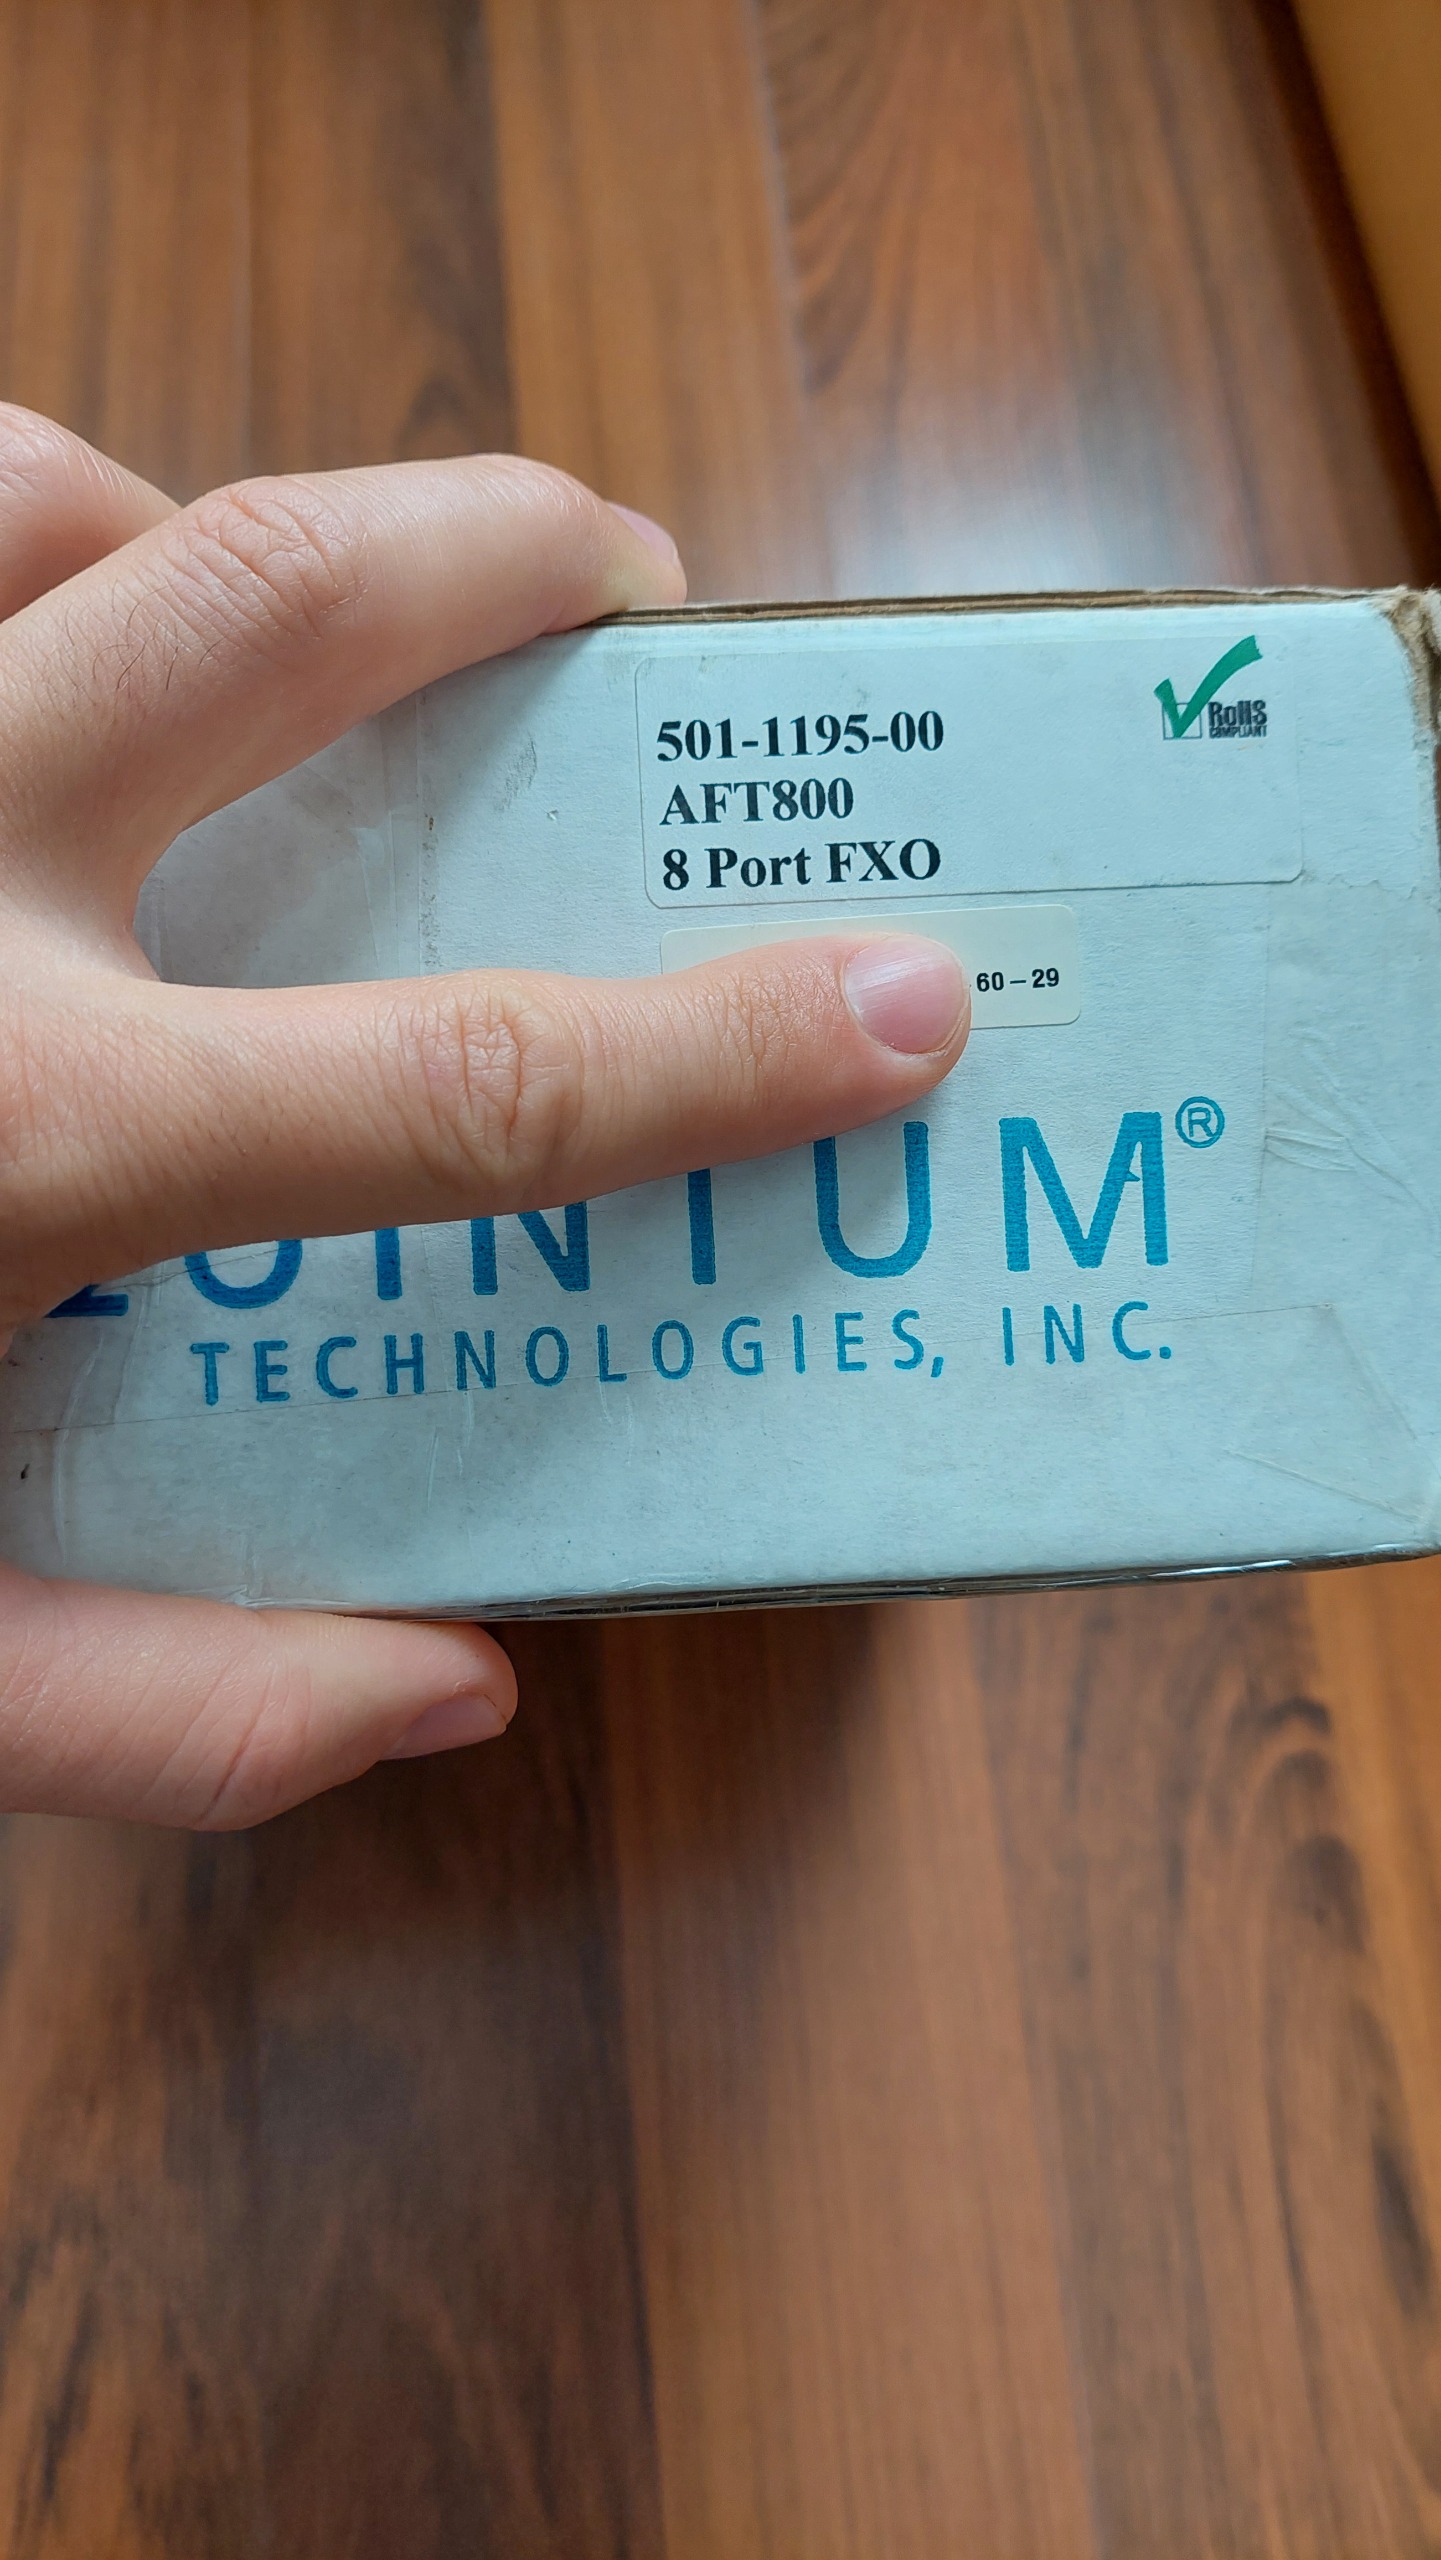 501-1195-00
AFT800
8 Port FXO
RoHS
COMPLIANT
60-29
TECHNOLOGIES, INC.